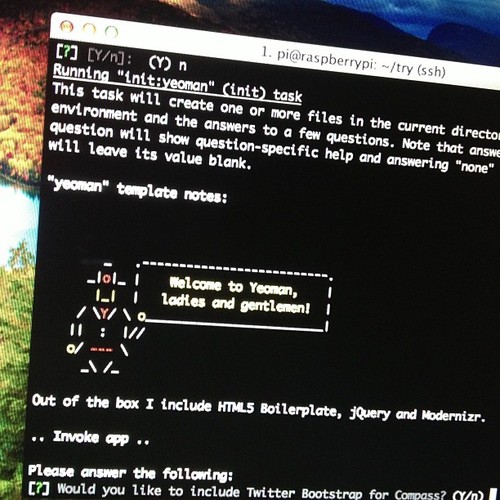 1. pi@raspberrypi: ~/try (ssh)
[?] [Y/n]: (Y) n
Running "init:yeoman" (init) task
This task will create one or more files in the current
environment and the answers to a few questions. Note that
question will show question-specific help and answering "none"
will leave its value blank.
"yeoman" template notes:
Welcome to Yeoman,
ladies and gentlemen!
Out of the box I include HTML5 Boilerplate, jQuery and Modernizr.
.. Invoke app ..
Please answer the following:
[?] Would you like to include Twitter Bootstrap for Compass? (Y/n)